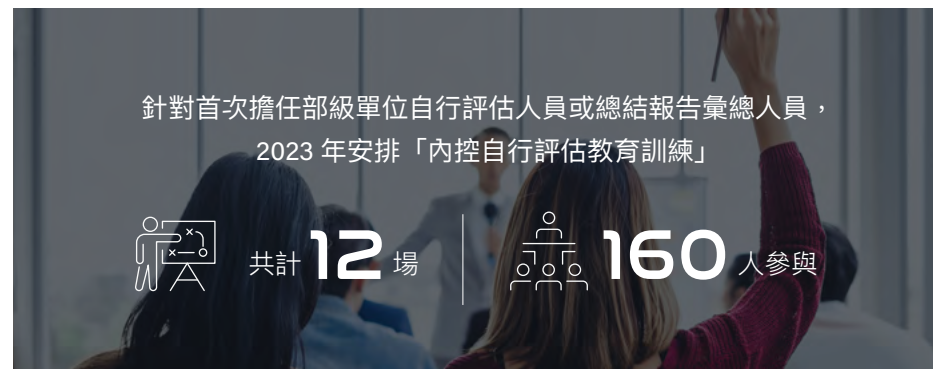 針對首次擔任部級單位自行評估人員或總結報告彙總人員，
2023 年安排「內控自行評估教育訓練」
共計 12 場
160 人參與